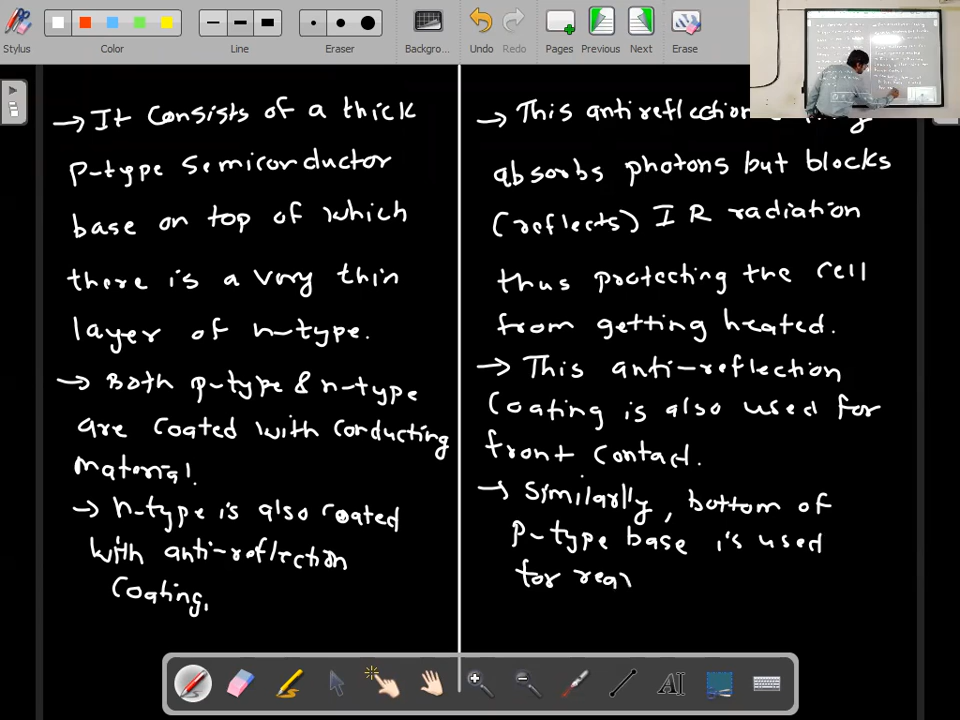 Stylus
Color
Line
Eraser
Backgro...
Undo
Redo
Pages
Previous
Next
Erase
→ It consists of a thick
p-type semiconductor
base on top of which
there is a very thin
layer of n-type.
→ Both p-type & n-type
are coated with conducting
material.
→ n-type is also coated
with anti-reflection
coating.
→ This antireflection
absorbs photons but blocks
(reflects) IR radiation
thus protecting the cell
from getting heated.
→ This anti-reflection
coating is also used for
front contact.
→ Similarly, bottom of
p-type base is used
for rear